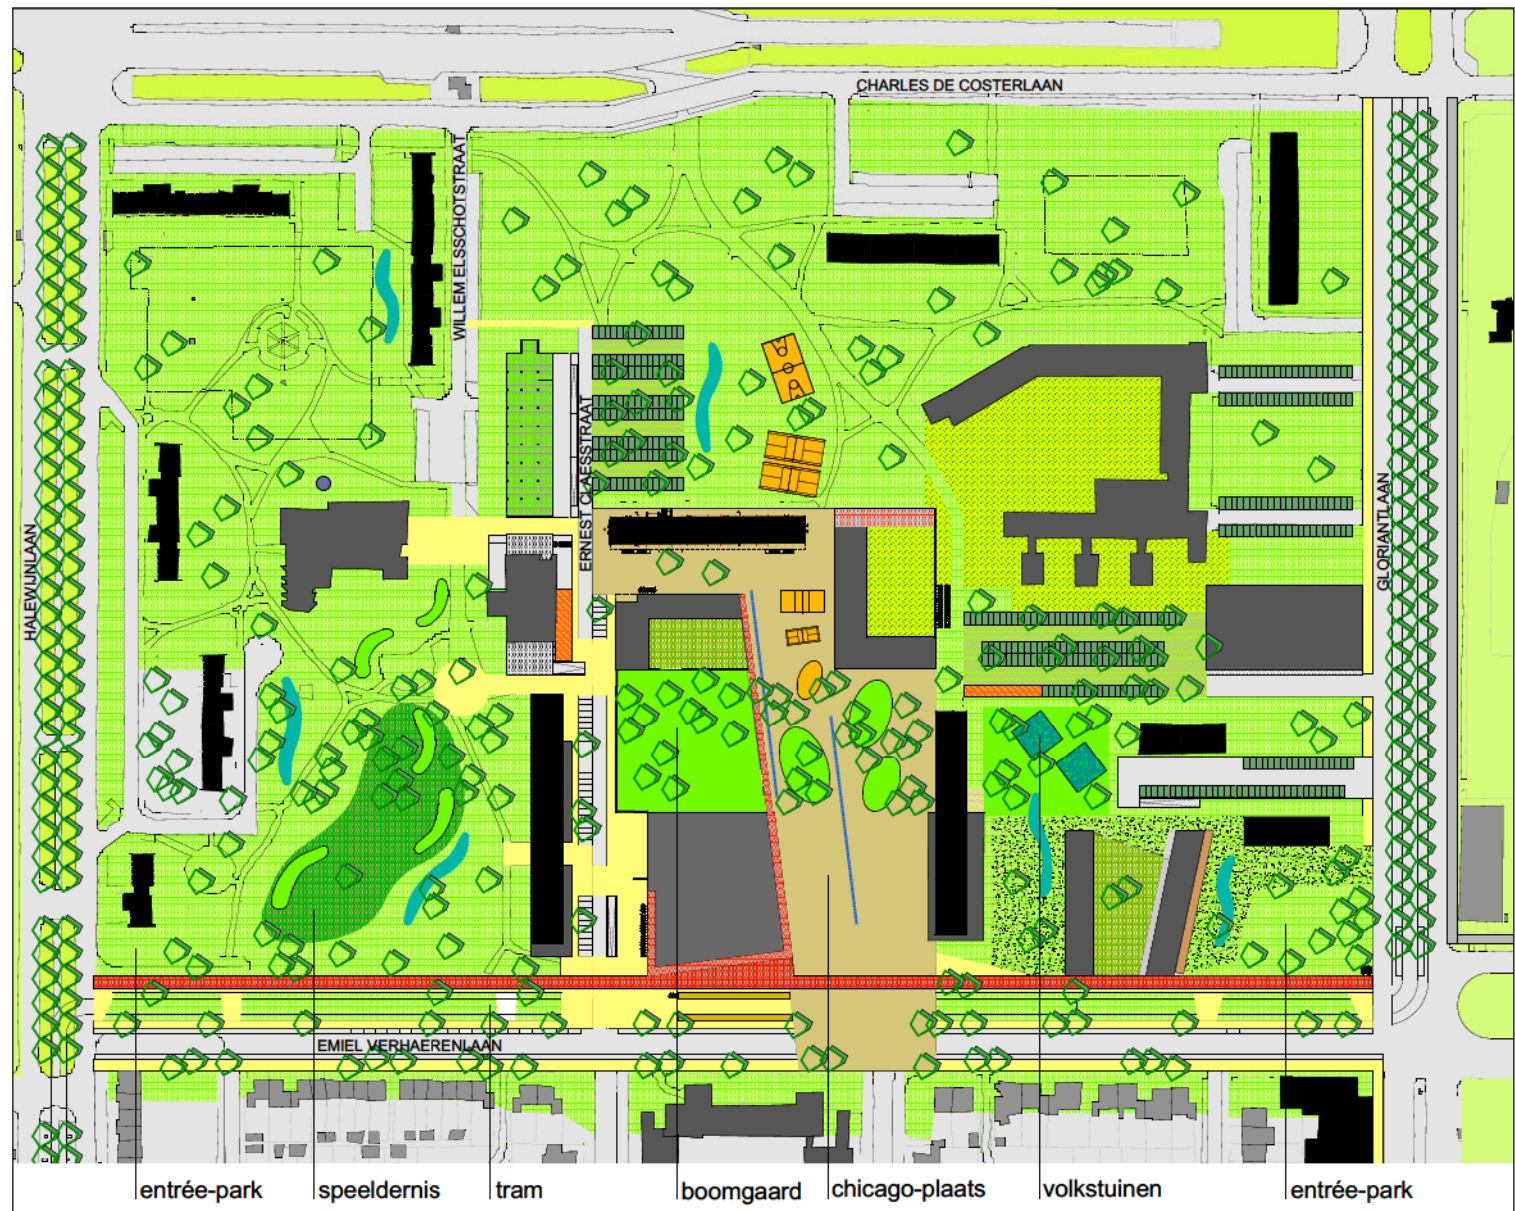 CHARLES DE COSTERLAAN
WILLEM ELSSCHOTSTRAAT
ERNEST CLAESSTRAAT
HALEWIJNLAAN
GLORIANTLAAN
EMIEL VERHAERENLAAN
entrée-park
speeldernis
tram
boomgaard
chicago-plaats
volkstuinen
entrée-park